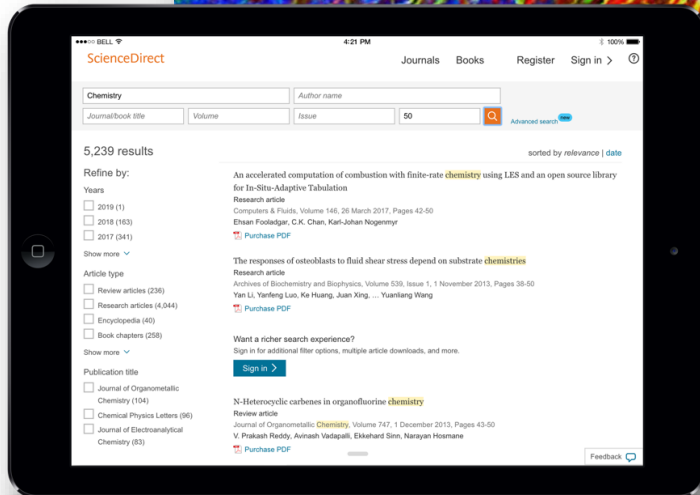 BELL
4:21 PM
100%
ScienceDirect
Journals Books Register Sign in > ?
Chemistry
Author name
Journal/book title
Volume
Issue
50
Advanced search new
5,239 results
sorted by relevance | date
Refine by:
Years
2019 (1)
2018 (163)
2017 (341)
Show more
Article type
Review articles (236)
Research articles (4,044)
Encyclopedia (40)
Book chapters (258)
Show more
Publication title
Journal of Organometallic
Chemistry (104)
Chemical Physics Letters (96)
Journal of Electroanalytical
Chemistry (83)
An accelerated computation of combustion with finite-rate chemistry using LES and an open source library
for In-Situ-Adaptive Tabulation
Research article
Computers & Fluids, Volume 146, 26 March 2017, Pages 42-50
Ehsan Fooladgar, C.K. Chan, Karl-Johan Nogenmyr
Purchase PDF
The responses of osteoblasts to fluid shear stress depend on substrate chemistries
Research article
Archives of Biochemistry and Biophysics, Volume 539, Issue 1, 1 November 2013, Pages 38-50
Yan Li, Yanfeng Luo, Ke Huang, Juan Xing, ... Yuanliang Wang
Purchase PDF
Want a richer search experience?
Sign in for additional filter options, multiple article downloads, and more.
Sign in >
N-Heterocyclic carbenes in organofluorine chemistry
Review article
Journal of Organometallic Chemistry, Volume 747, 1 December 2013, Pages 43-50
V. Prakash Reddy, Avinash Vadapalli, Ekkehard Sinn, Narayan Hosmane
Purchase PDF
Feedback